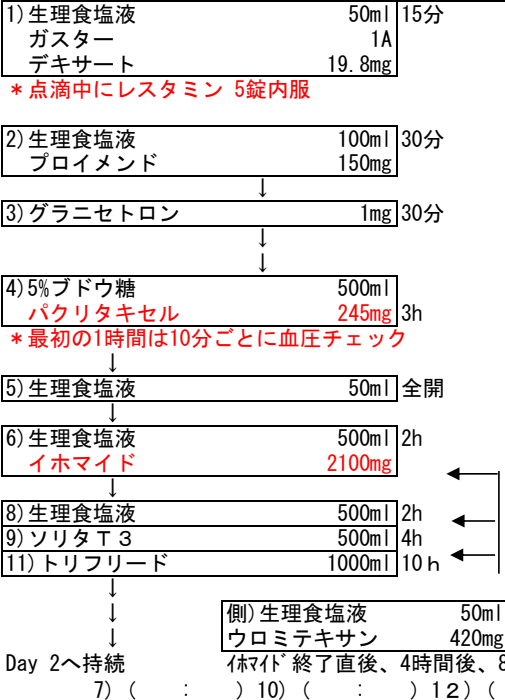 1)生理食塩液 50ml 15分
ガスター 1A
デキサート 19.8mg
＊点滴中にレスタミン 5錠内服
2)生理食塩液 100ml 30分
プロイメンド 150mg
↓
3)グラニセトロン 1mg 30分
↓
↓
4)5%ブドウ糖 500ml
パクリタキセル 245mg 3h
＊最初の1時間は10分ごとに血圧チェック
↓
5)生理食塩液 50ml 全開
↓
6)生理食塩液 500ml 2h
イホマイド 2100mg
↓
8)生理食塩液 500ml 2h
9)ソリタT3 500ml 4h
11)トリフリード 1000ml 10h
↓
↓ 側)生理食塩液 50ml
↓ ウロミテキサン 420mg
Day 2へ持続 ｲﾎﾏｲﾄﾞ終了直後、4時間後、8
7)( : ) 10)( : ) 12)(